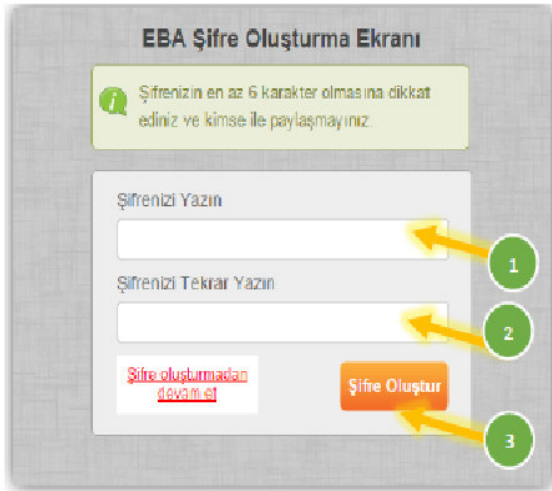 EBA Şifre Oluşturma Ekranı
Şifrenizin en az 6 karakter olmasına dikkat
ediniz ve kimse ile paylaşmayınız.
Şifrenizi Yazın
1
Şifrenizi Tekrar Yazın
2
Şifre oluşturmadan
devam et
Şifre Oluştur
3